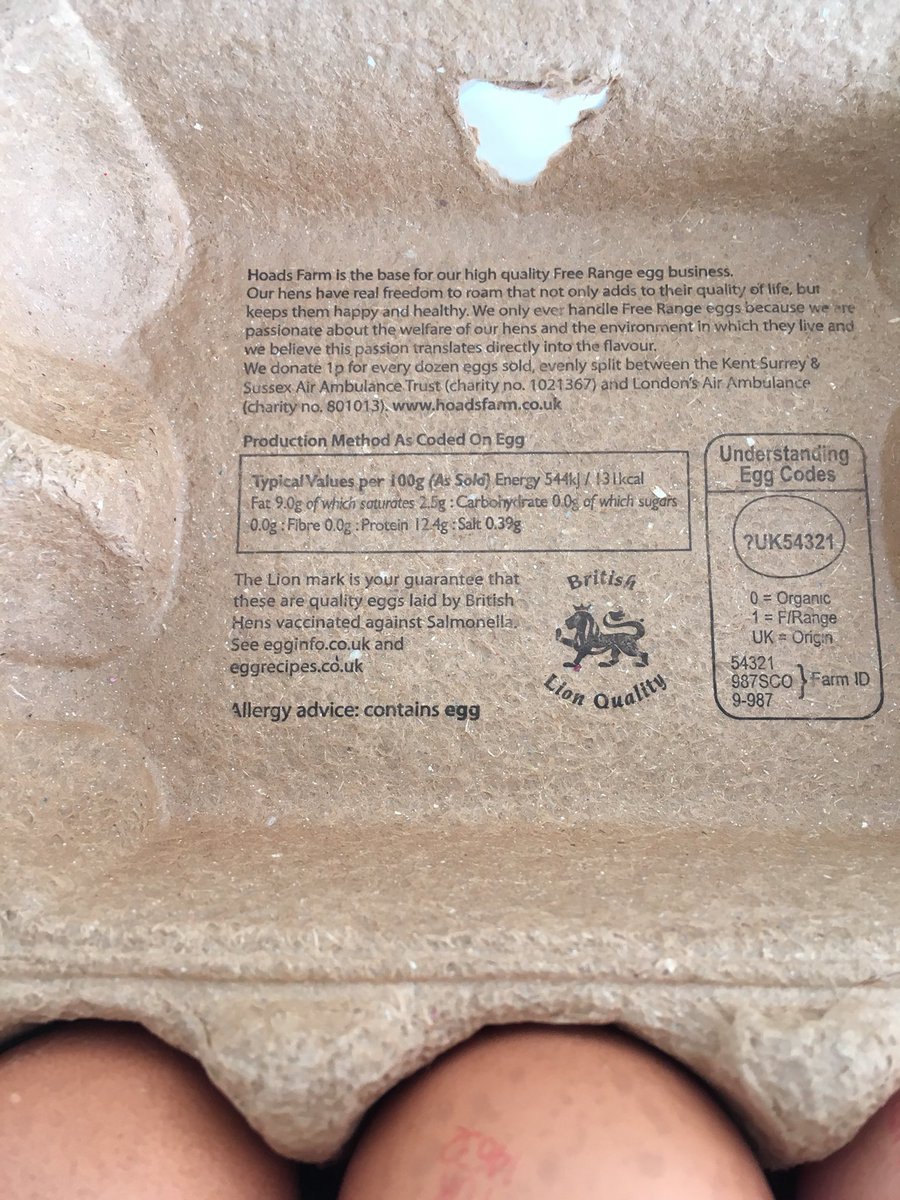 Hoads Farm is the base for our high quality Free Range egg business.
Our hens have real freedom to roam that not only adds to their quality of life, but
keeps them happy and healthy. We only ever handle Free Range eggs because we are
passionate about the welfare of our hens and the environment in which they live and
we believe this passion translates directly into the flavour.
We donate 1p for every dozen eggs sold, evenly split between the Kent Surrey &
Sussex Air Ambulance Trust (charity no. 1021367) and London's Air Ambulance
(charity no. 801013). www.hoadsfarm.co.uk
Production Method As Coded On Egg
Typical Values per 100g (As Sold) Energy 544kJ / 131kcal
Fat 9.0g of which saturates 2.5g : Carbohydrate 0.0g of which sugars
0.0g : Fibre 0.0g : Protein 12.4g : Salt 0.39g
The Lion mark is your guarantee that
these are quality eggs laid by British
Hens vaccinated against Salmonella.
See egginfo.co.uk and
eggrecipes.co.uk
Allergy advice: contains egg
British
Lion Quality
Understanding
Egg Codes
?UK54321
0 = Organic
1 = F/Range
UK = Origin
54321
987SCO } Farm ID
9-987